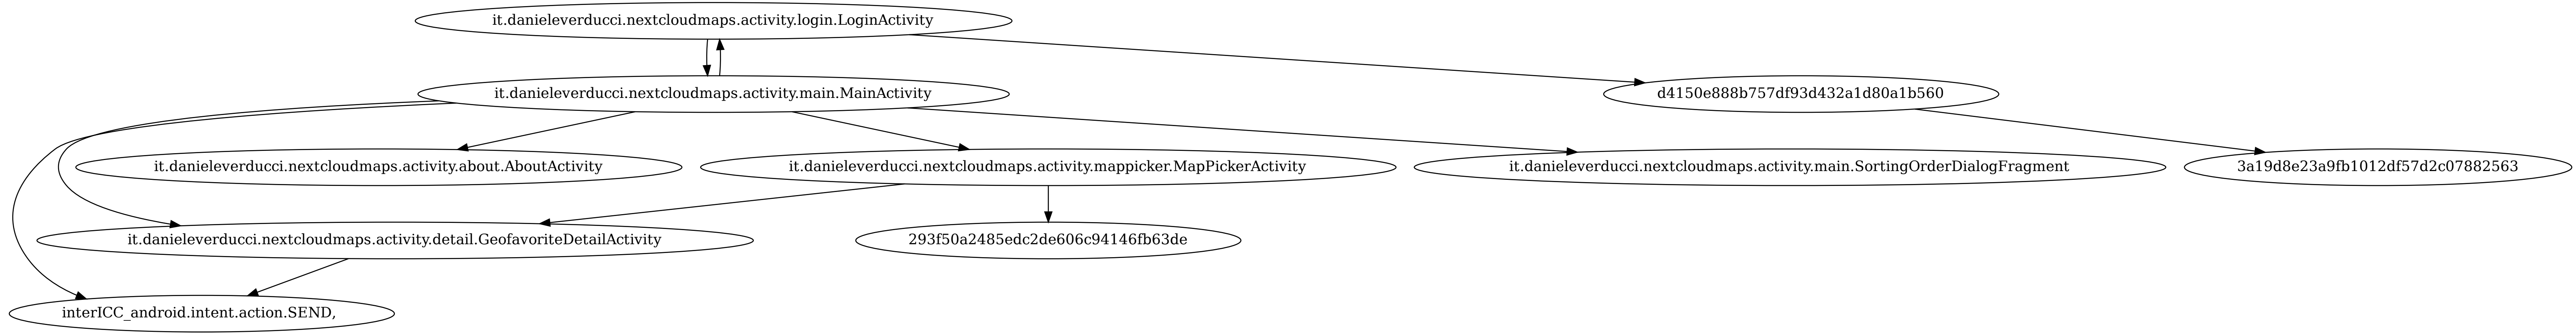 it.danieleverducci.nextcloudmaps.activity.login.LoginActivity
it.danieleverducci.nextcloudmaps.activity.main.MainActivity
d4150e888b757df93d432a1d80a1b560
it.danieleverducci.nextcloudmaps.activity.about.AboutActivity
it.danieleverducci.nextcloudmaps.activity.mappicker.MapPickerActivity
it.danieleverducci.nextcloudmaps.activity.main.SortingOrderDialogFragment
3a19d8e23a9fb1012df57d2c07882563
it.danieleverducci.nextcloudmaps.activity.detail.GeofavoriteDetailActivity
293f50a2485edc2de606c94146fb63de
interICC_android.intent.action.SEND,